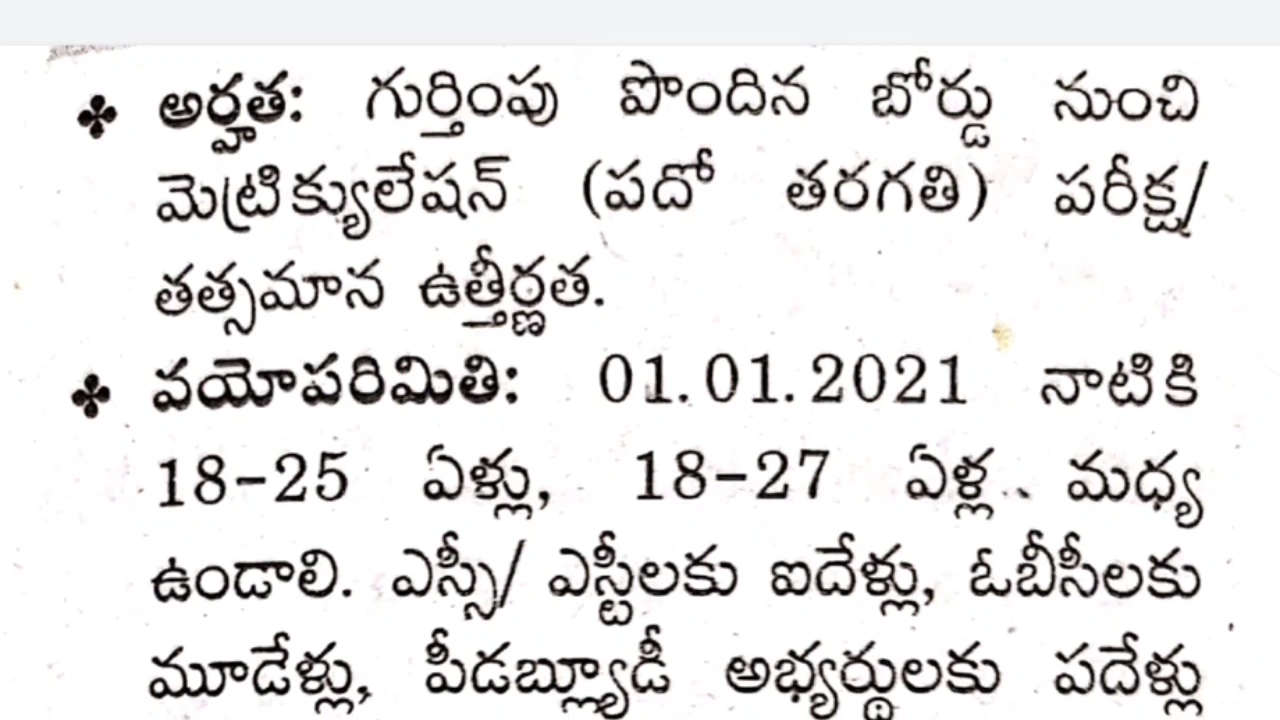 ❖ అర్హత: గుర్తింపు పొందిన బోర్డు నుంచి
మెట్రిక్యులేషన్ (పదో తరగతి) పరీక్ష/
తత్సమాన ఉత్తీర్ణత.
❖ వయోపరిమితి: 01.01.2021 నాటికి
18-25 ఏళ్లు, 18-27 ఏళ్ల మధ్య
ఉండాలి. ఎస్సీ/ ఎస్టీలకు ఐదేళ్లు, ఓబీసీలకు
మూడేళ్లు, పీడబ్ల్యూడీ అభ్యర్థులకు పదేళ్లు